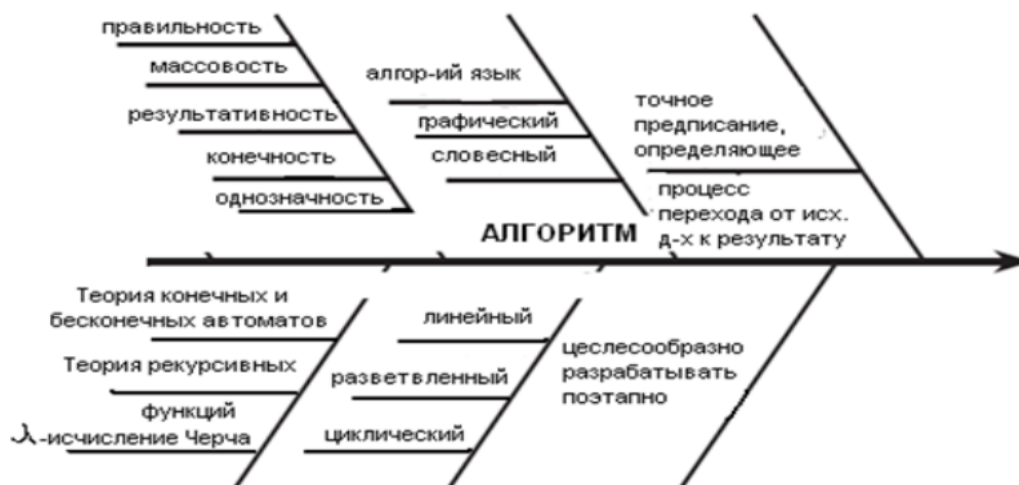 правильность
массовость
результативность
конечность
однозначность
алгор-ий язык
графический
словесный
точное
предписание,
определяющее
процесс
перехода от исх.
д-х к результату
АЛГОРИТМ
Теория конечных и
бесконечных автоматов
Теория рекурсивных
функций
λ-исчисление Черча
линейный
разветвленный
циклический
цеслесообразно
разрабатывать
поэтапно